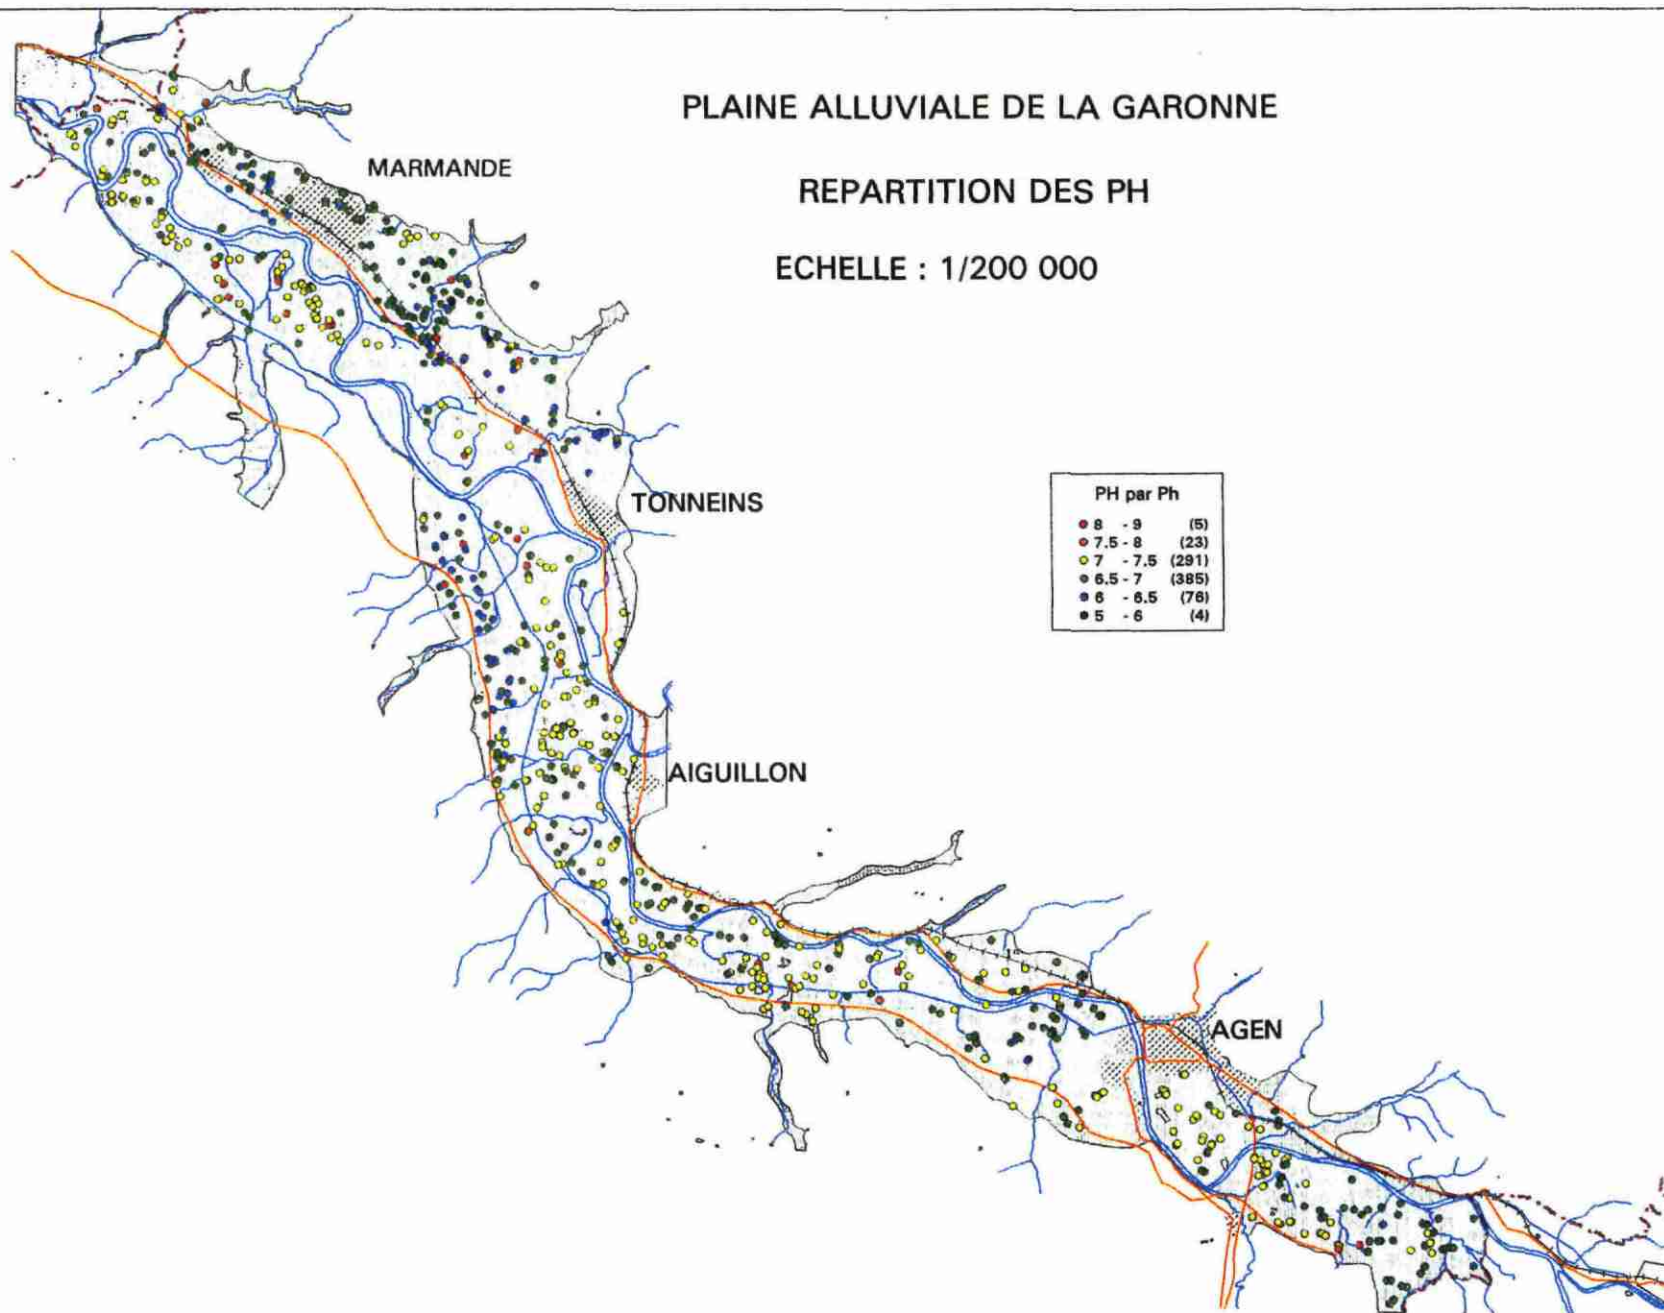 PLAINE ALLUVIALE DE LA GARONNE
REPARTITION DES PH
ECHELLE : 1/200 000
MARMANDE
TONNEINS
AIGUILLON
AGEN
PH par Ph
8 - 9 (5)
7.5 - 8 (23)
7 - 7.5 (291)
6.5 - 7 (385)
6 - 6.5 (76)
5 - 6 (4)